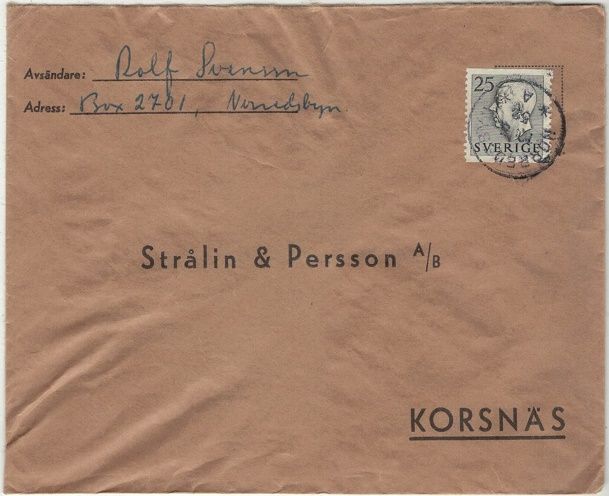 Avsändare: Rolf Svensson
Adress: Box 2701,
25
SVERIGE
Strålin & Persson A/B
KORSNÄS